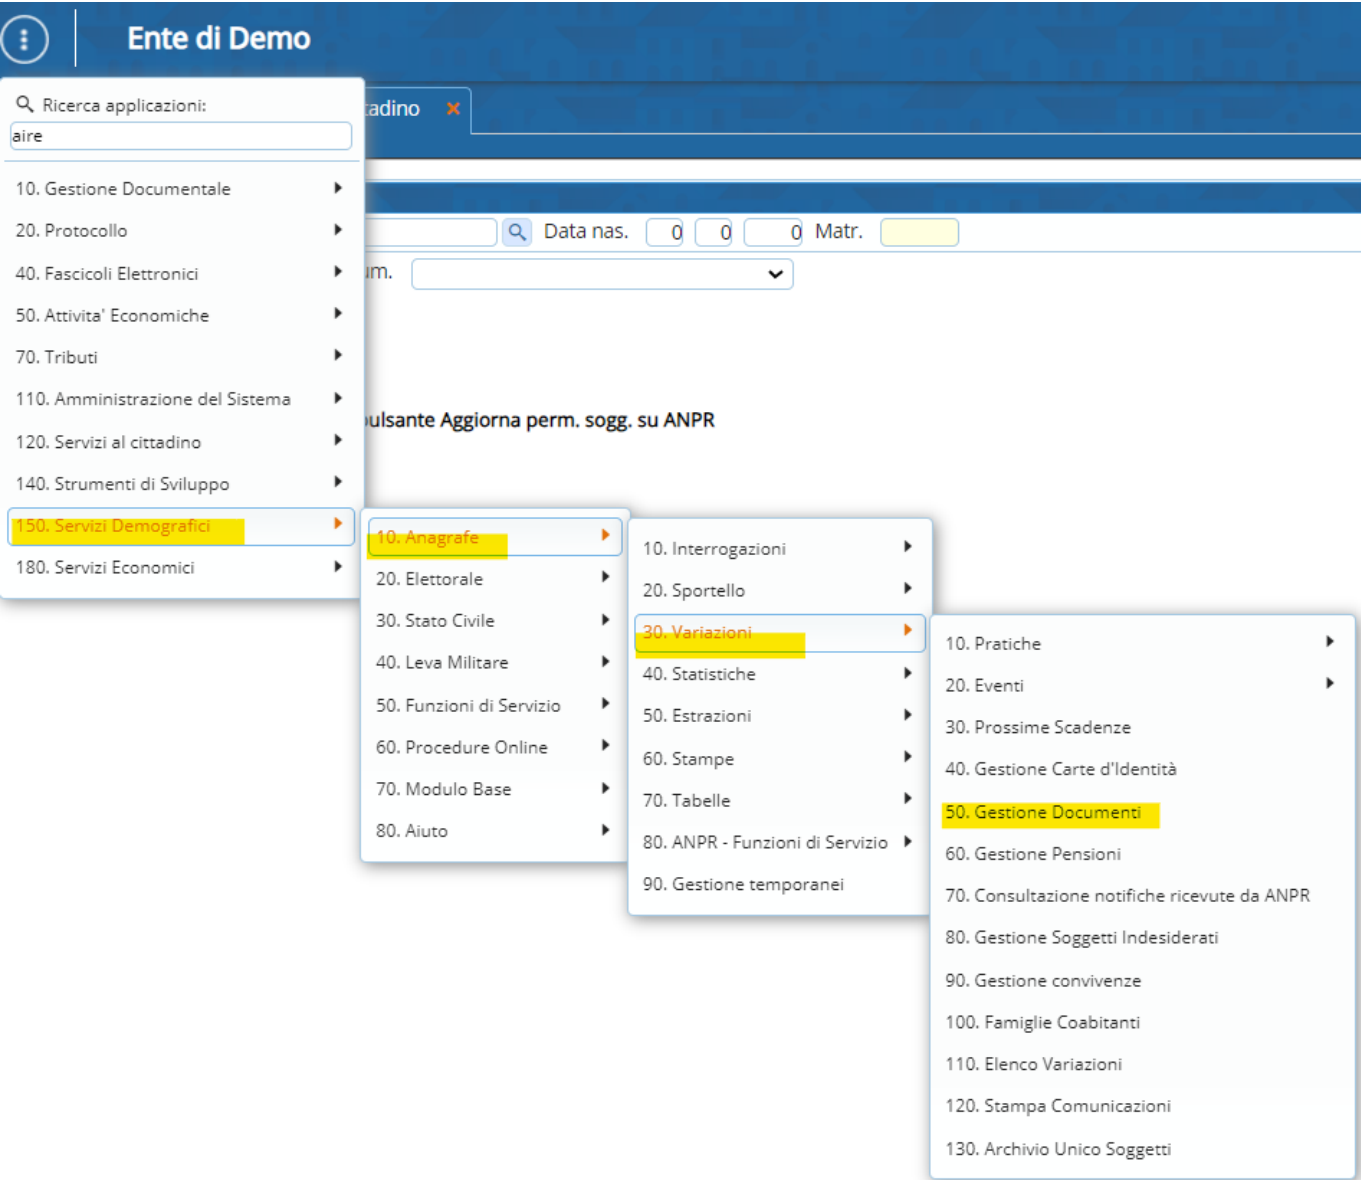 Ente di Demo
Ricerca applicazioni:
aire
tadino
10. Gestione Documentale
20. Protocollo
40. Fascicoli Elettronici
50. Attivita' Economiche
70. Tributi
110. Amministrazione del Sistema
120. Servizi al cittadino
140. Strumenti di Sviluppo
150. Servizi Demografici
180. Servizi Economici
Data nas. 0 0 0 Matr.
um.
ulsante Aggiorna perm. sogg. su ANPR
10. Anagrafe
20. Elettorale
30. Stato Civile
40. Leva Militare
50. Funzioni di Servizio
60. Procedure Online
70. Modulo Base
80. Aiuto
10. Interrogazioni
20. Sportello
30. Variazioni
40. Statistiche
50. Estrazioni
60. Stampe
70. Tabelle
80. ANPR - Funzioni di Servizio
90. Gestione temporanei
10. Pratiche
20. Eventi
30. Prossime Scadenze
40. Gestione Carte d'Identità
50. Gestione Documenti
60. Gestione Pensioni
70. Consultazione notifiche ricevute da ANPR
80. Gestione Soggetti Indesiderati
90. Gestione convivenze
100. Famiglie Coabitanti
110. Elenco Variazioni
120. Stampa Comunicazioni
130. Archivio Unico Soggetti